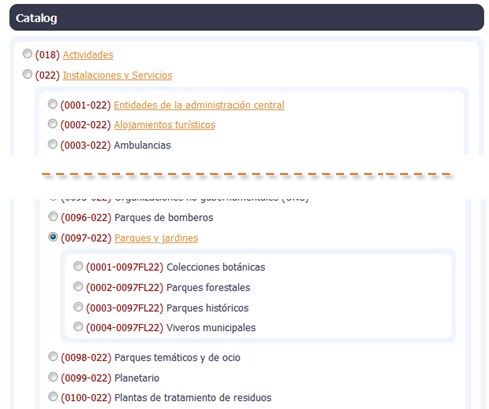 Catalog
(018) Actividades
(022) Instalaciones y Servicios
(0001-022) Entidades de la administración central
(0002-022) Alojamientos turísticos
(0003-022) Ambulancias
(0095-022) Organizaciones no gubernamentales (ONG)
(0096-022) Parques de bomberos
(0097-022) Parques y jardines
(0001-0097FL22) Colecciones botánicas
(0002-0097FL22) Parques forestales
(0003-0097FL22) Parques históricos
(0004-0097FL22) Viveros municipales
(0098-022) Parques temáticos y de ocio
(0099-022) Planetario
(0100-022) Plantas de tratamiento de residuos